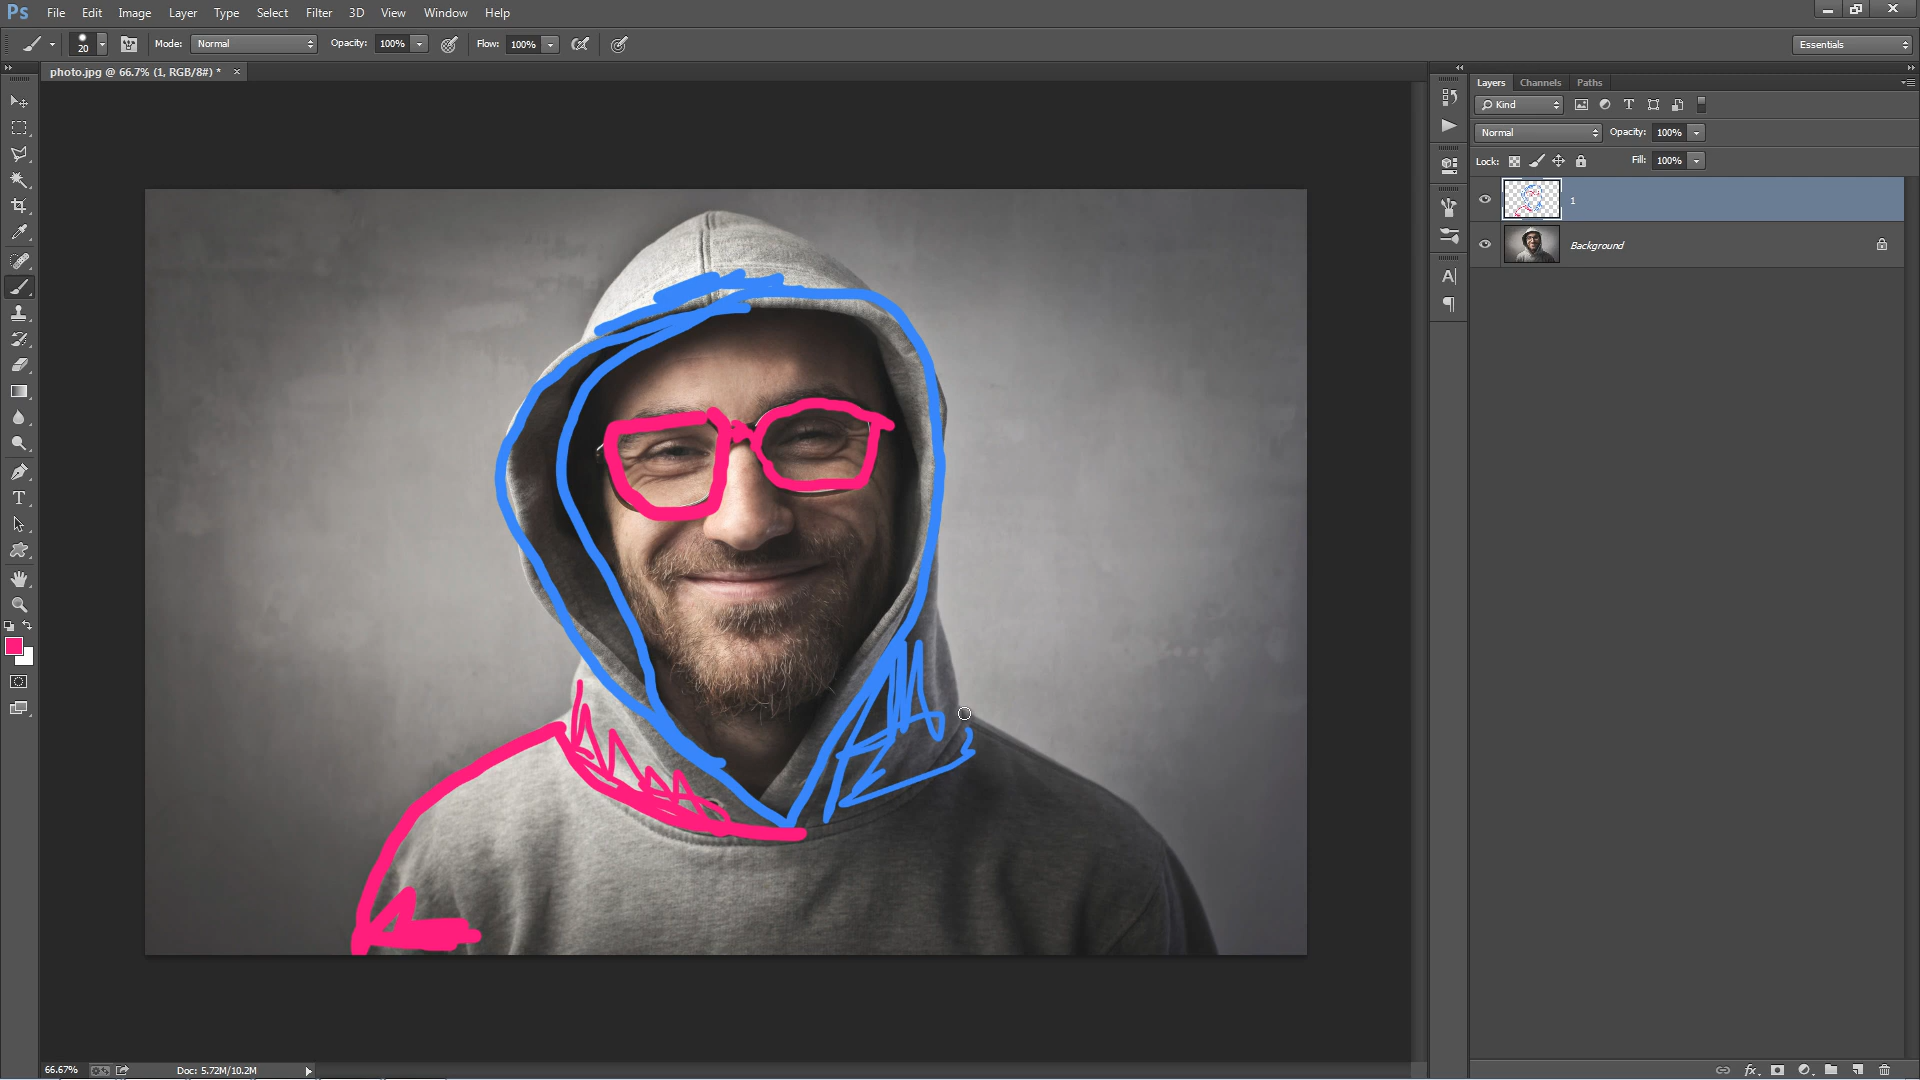 Ps File Edit Image Layer Type Select Filter 3D View Window Help
20 Mode: Normal Opacity: 100% Flow: 100% Essentials
photo.jpg @ 66.7% (1, RGB/8#) * ×
Layers Channels Paths
Kind T
Normal Opacity: 100%
Lock: Fill: 100%
1
Background
A|
¶
T
66.67% Doc: 5.72M/10.2M
fx